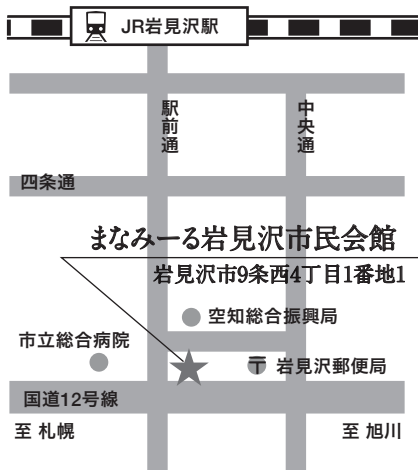 JR岩見沢駅
駅前通
中央通
四条通
まなみーる岩見沢市民会館
岩見沢市9条西4丁目1番地1
空知総合振興局
市立総合病院
〒 岩見沢郵便局
国道12号線
至 札幌
至 旭川